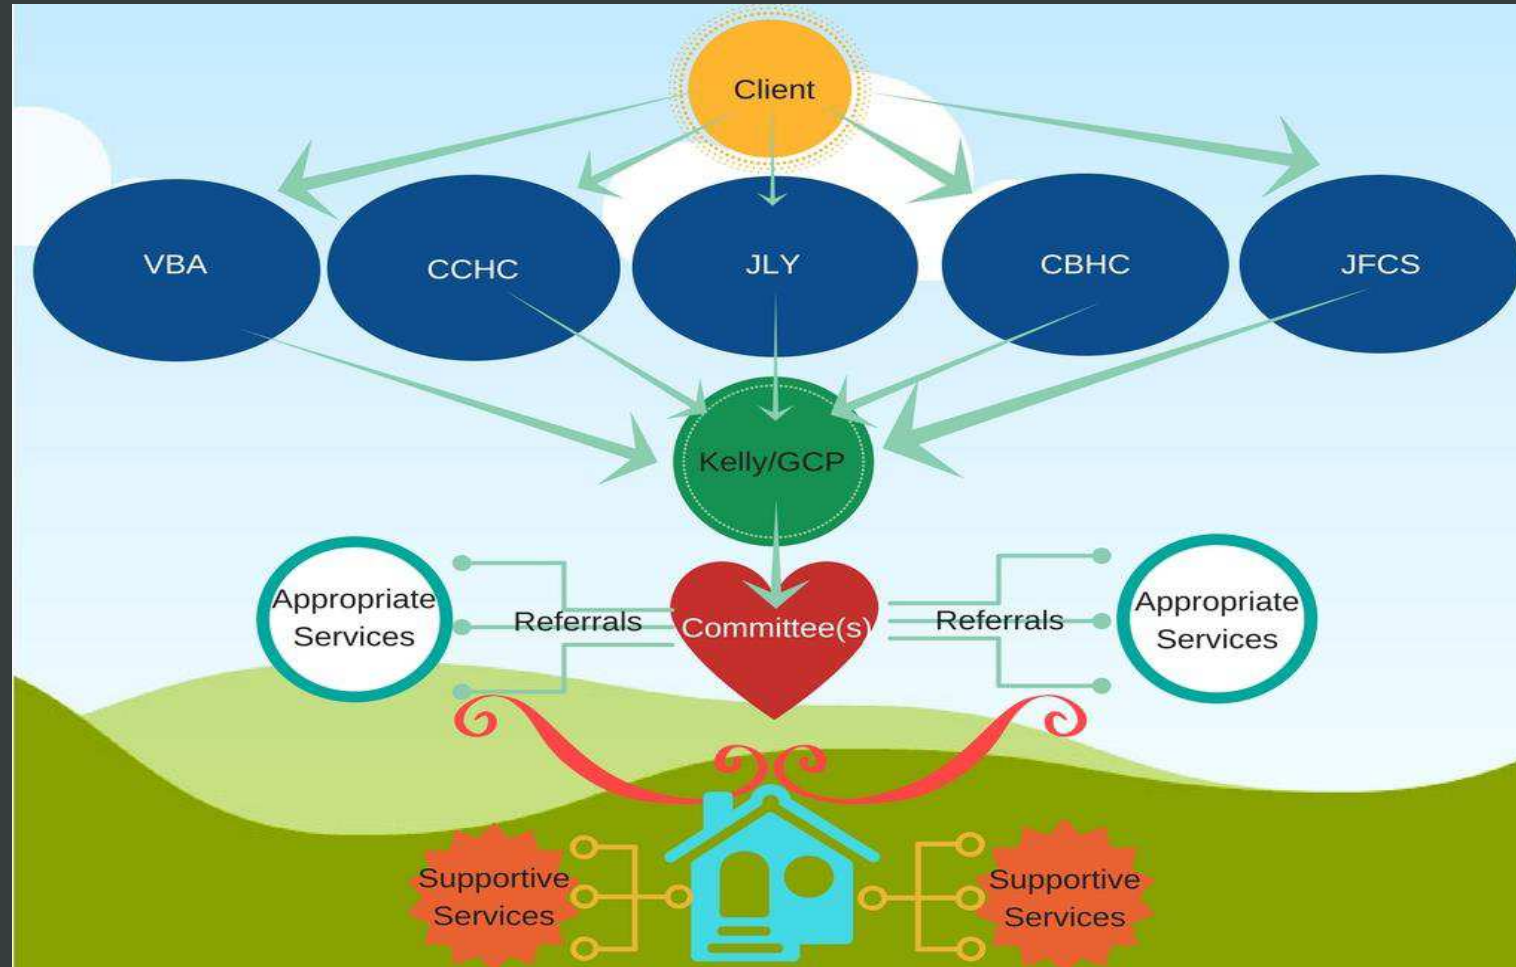 Client
VBA
CCHC
JLY
CBHC
JFCS
Kelly/GCP
Appropriate
Services
Referrals
Committee(s)
Referrals
Appropriate
Services
Supportive
Services
Supportive
Services